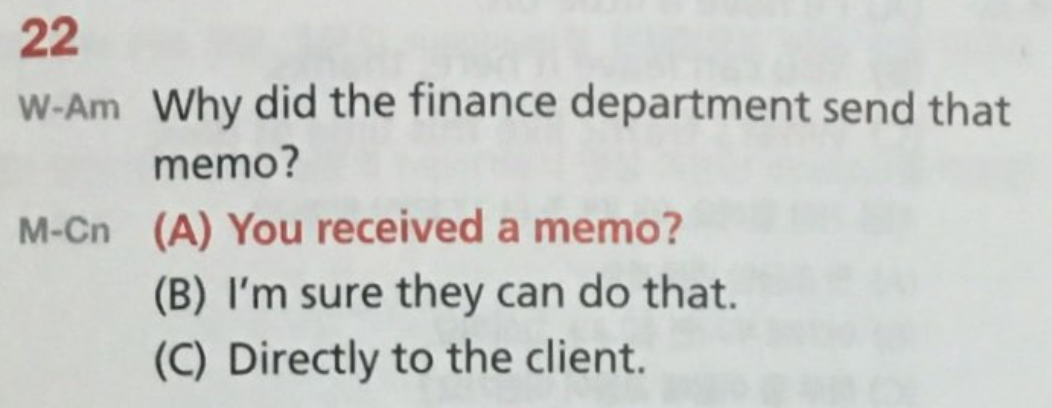 22
W-Am Why did the finance department send that
memo?
M-Cn (A) You received a memo?
(B) I'm sure they can do that.
(C) Directly to the client.